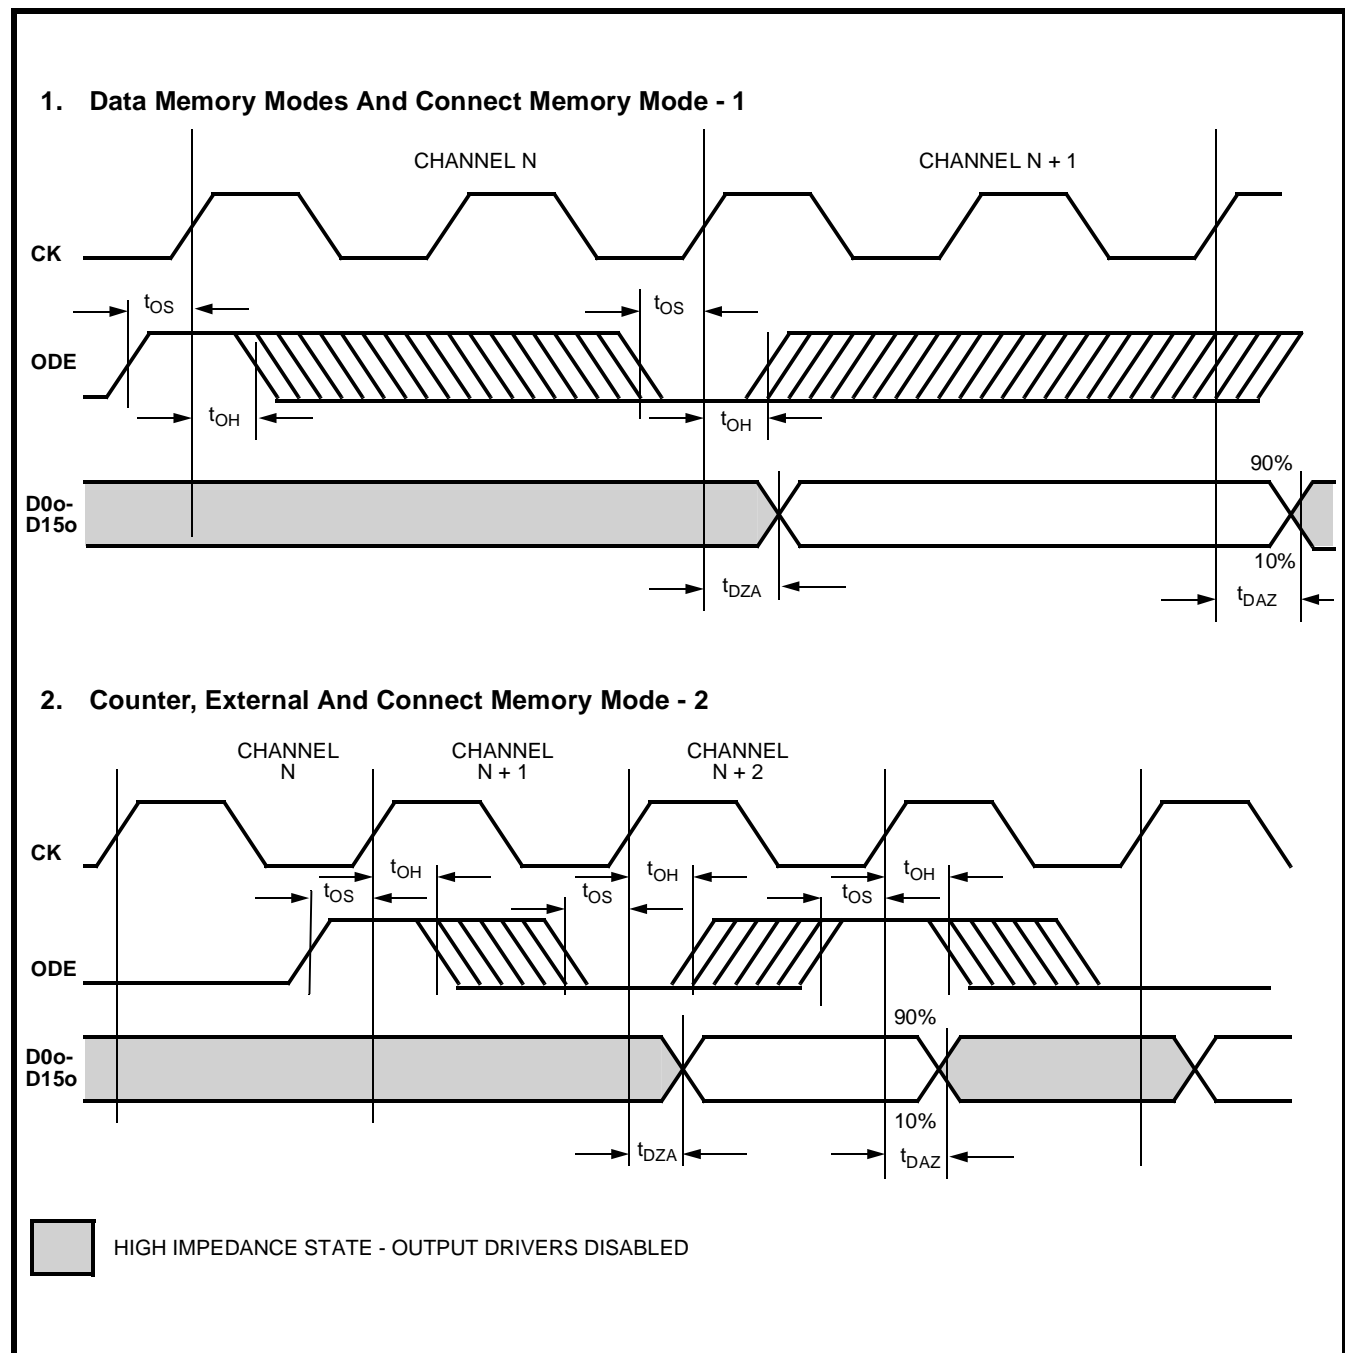 1. Data Memory Modes And Connect Memory Mode - 1
CHANNEL N
CHANNEL N + 1
CK
tOS
tOS
ODE
tOH
tOH
90%
D0o-
D15o
10%
tDZA
tDAZ
2. Counter, External And Connect Memory Mode - 2
CHANNEL
N
CHANNEL
N + 1
CHANNEL
N + 2
CK
tOH
tOH
tOH
tOS
tOS
tOS
ODE
90%
D0o-
D15o
10%
tDZA
tDAZ
HIGH IMPEDANCE STATE - OUTPUT DRIVERS DISABLED